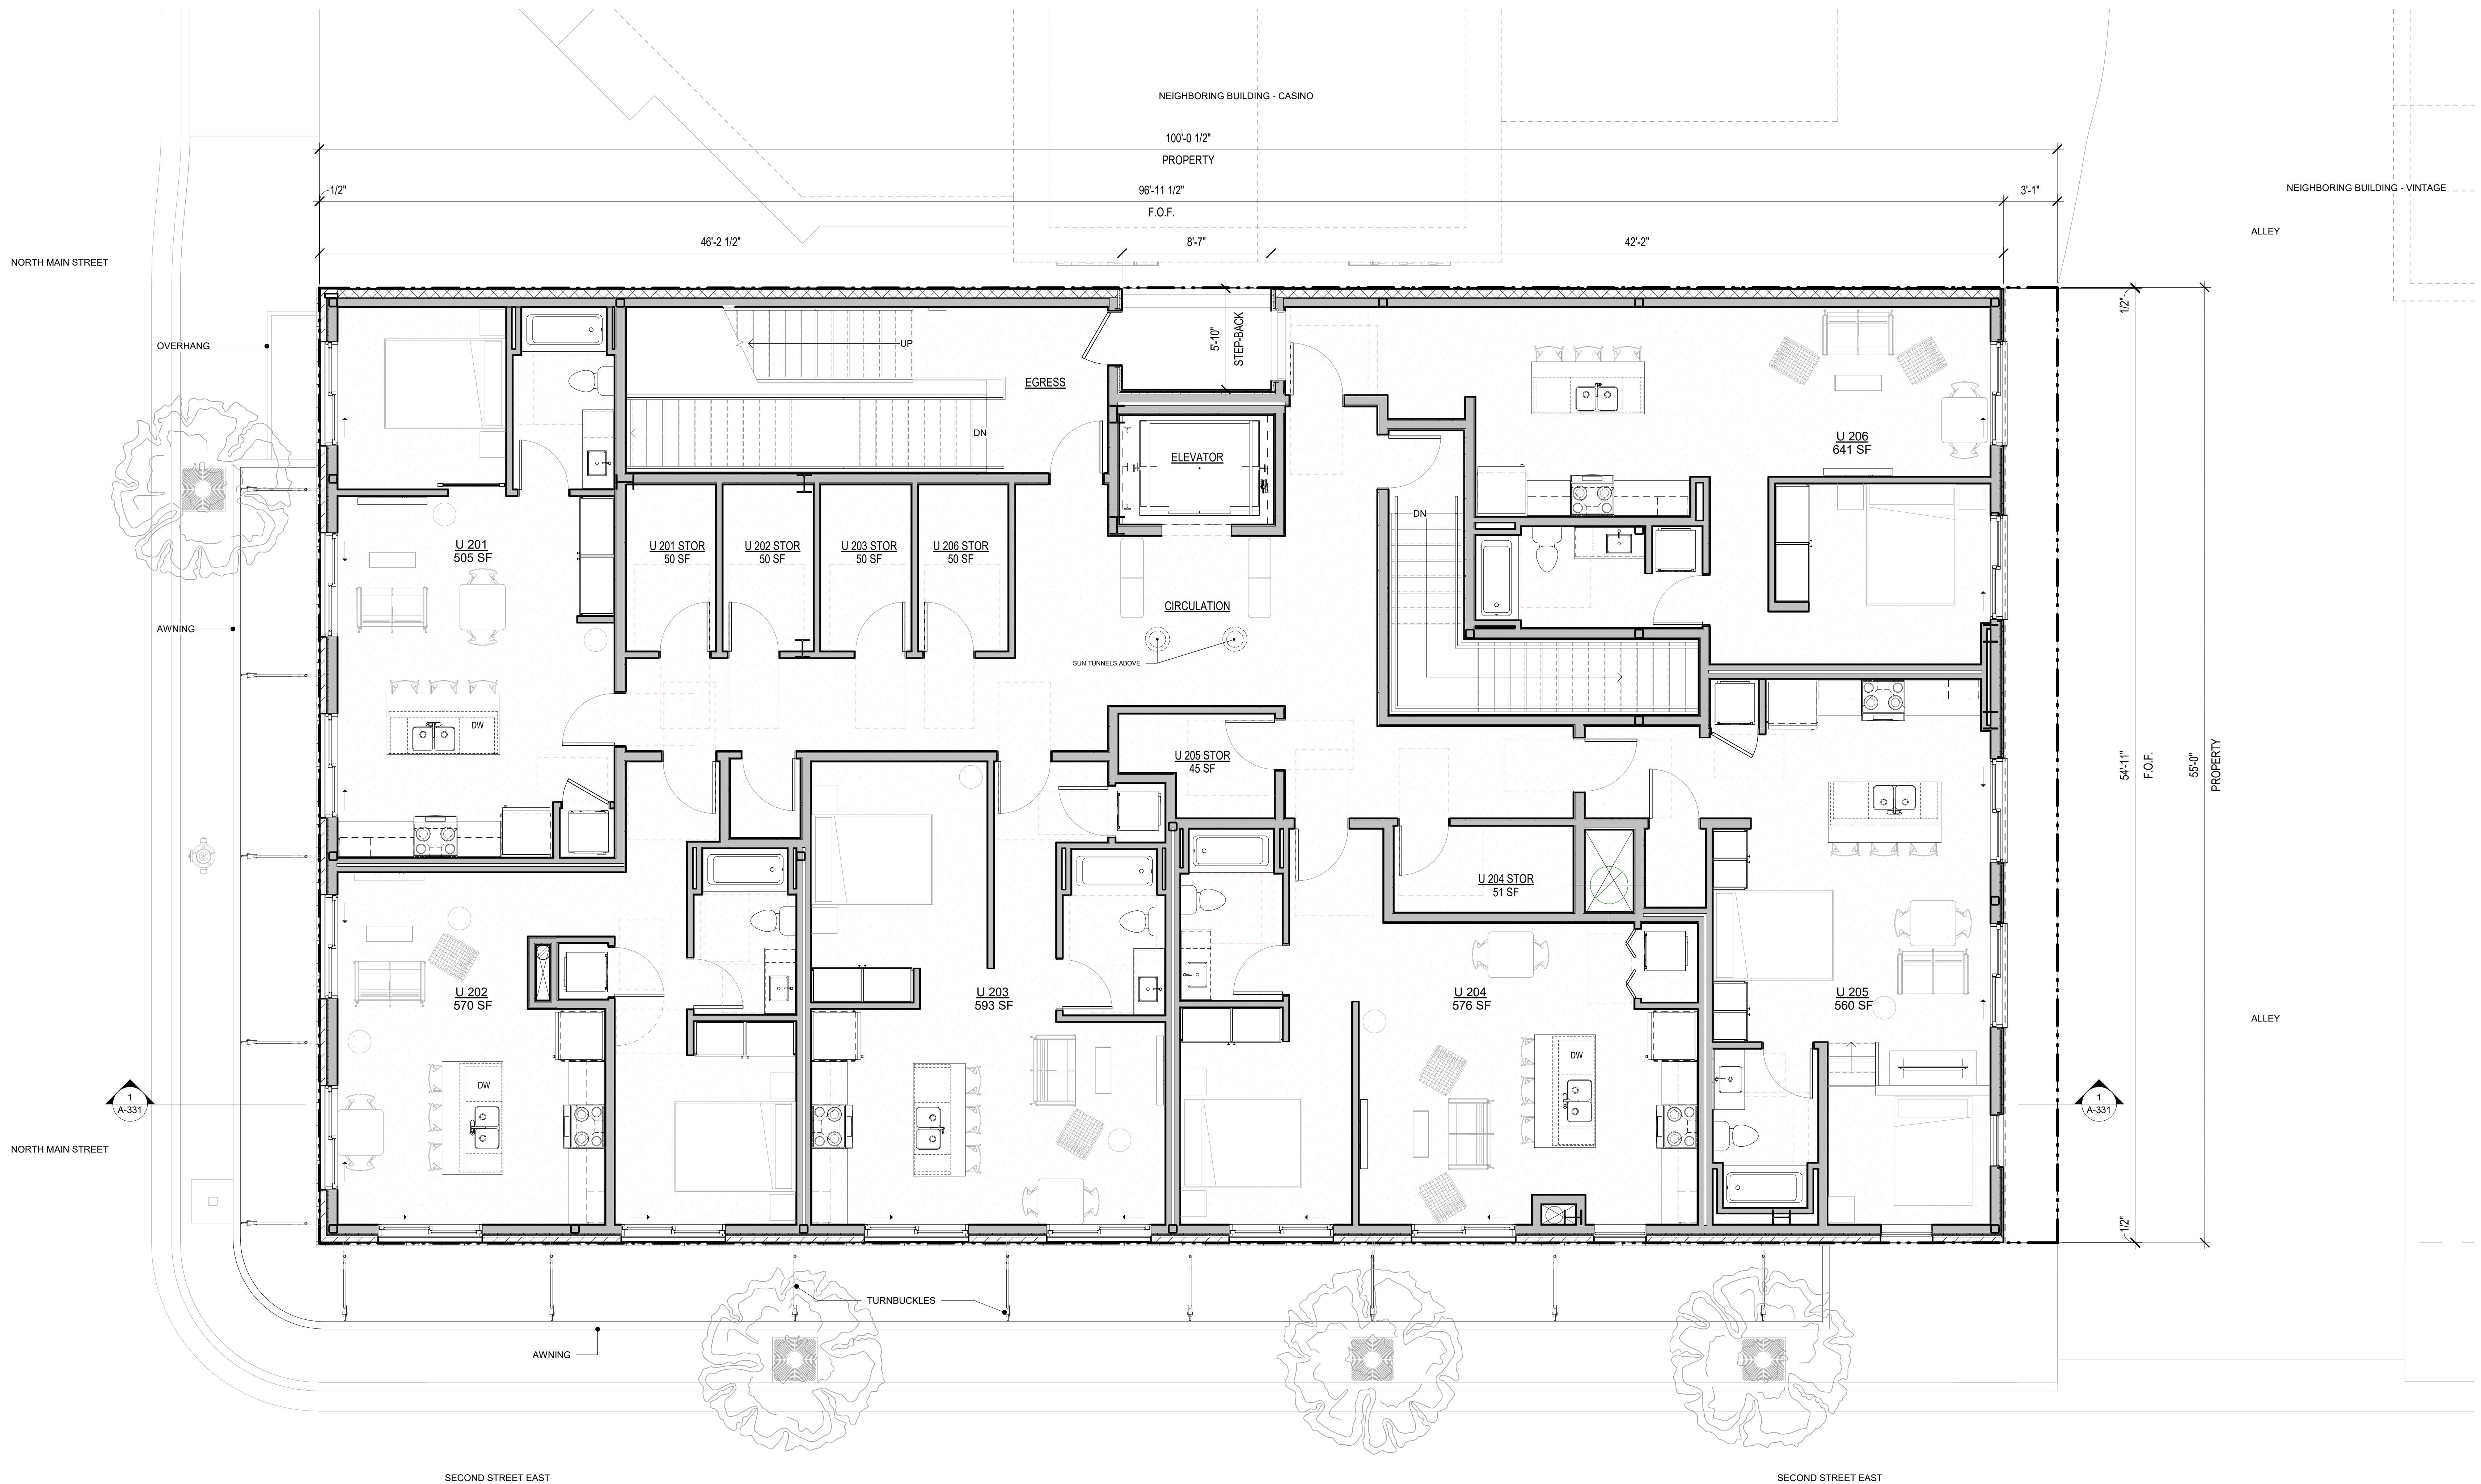 NEIGHBORING BUILDING - CASINO
100'-0 1/2"
PROPERTY
1/2"
96'-11 1/2"
3'-1"
NEIGHBORING BUILDING - VINTAGE
F.O.F.
ALLEY
46'-2 1/2"
8'-7"
42'-2"
NORTH MAIN STREET
1/2"
5'-10"
STEP-BACK
OVERHANG
UP
EGRESS
DN
ELEVATOR
U 206
641 SF
DN
U 201
505 SF
U 201 STOR
50 SF
U 202 STOR
50 SF
U 203 STOR
50 SF
U 206 STOR
50 SF
CIRCULATION
AWNING
SUN TUNNELS ABOVE
DW
U 205 STOR
45 SF
54'-11"
F.O.F.
55'-0"
PROPERTY
U 204 STOR
51 SF
U 202
570 SF
U 203
593 SF
U 204
576 SF
U 205
560 SF
ALLEY
DW
DW
1
A-331
1
A-331
NORTH MAIN STREET
1/2"
TURNBUCKLES
AWNING
SECOND STREET EAST
SECOND STREET EAST